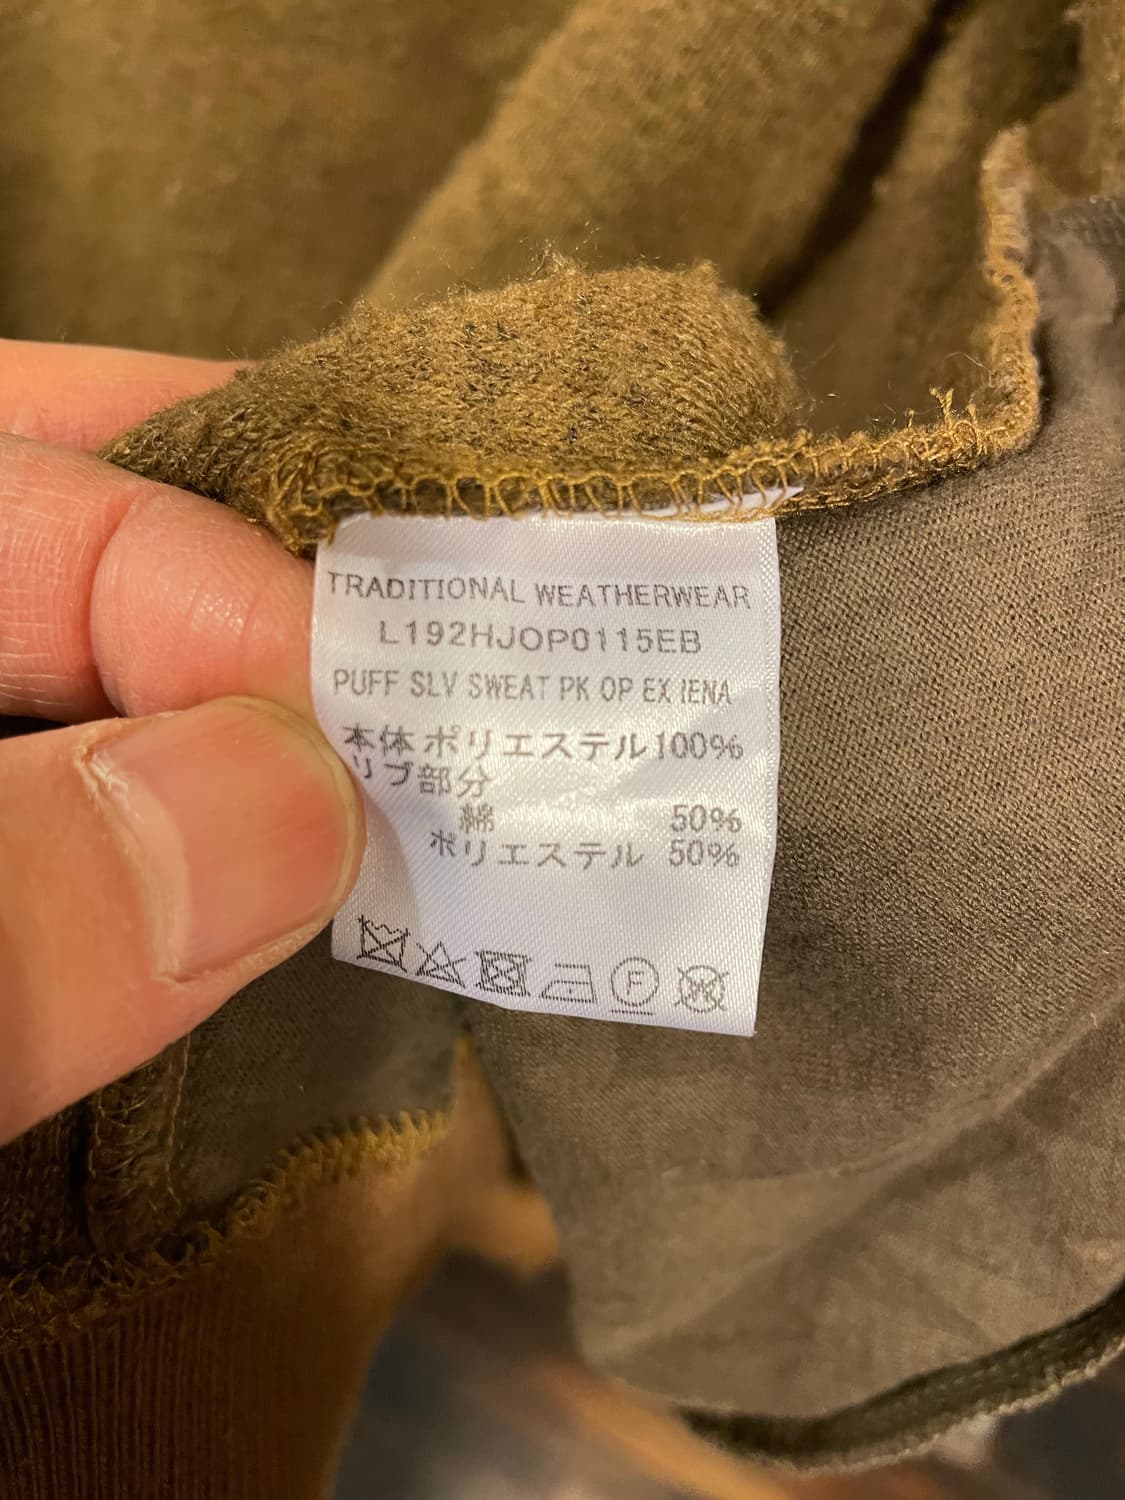 TRADITIONAL WEATHERWEAR
L192HJOP0115EB
PUFF SLV SWEAT PK OP EX IENA
本体 ポリエステル100%
リブ部分
綿 50%
ポリエステル 50%
F
W